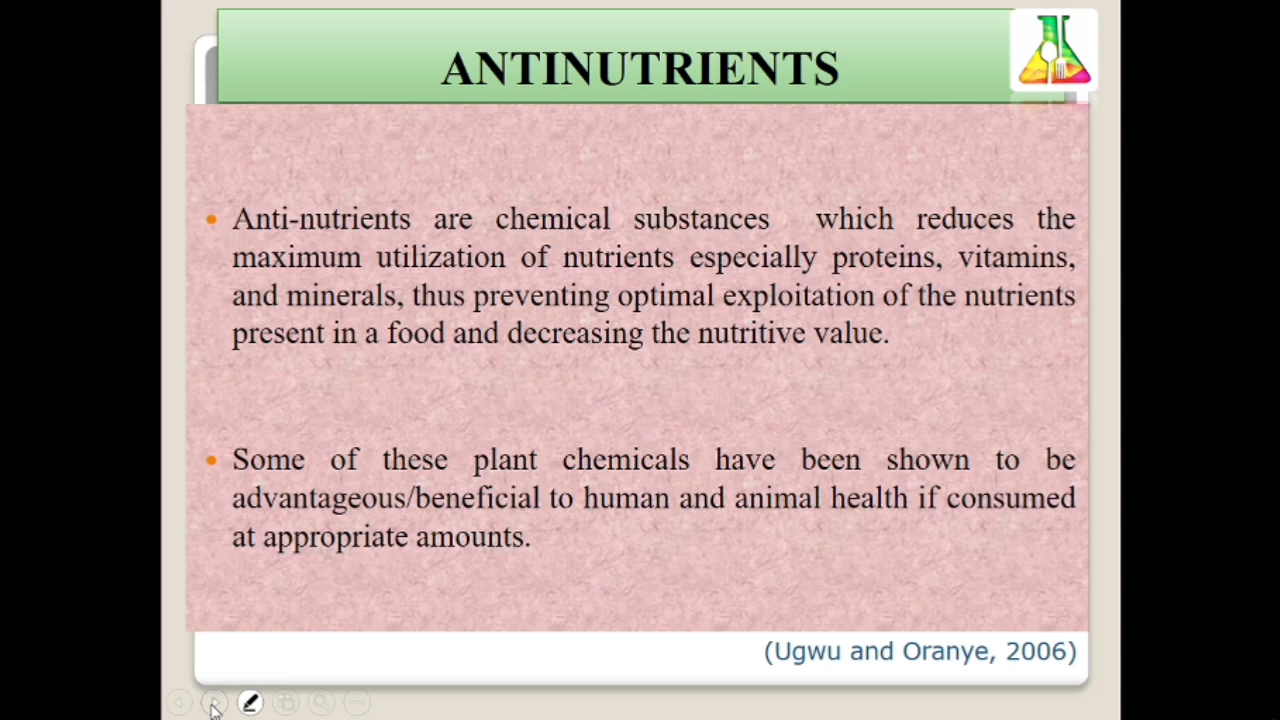 ANTINUTRIENTS
• Anti-nutrients are chemical substances which reduces the
maximum utilization of nutrients especially proteins, vitamins,
and minerals, thus preventing optimal exploitation of the nutrients
present in a food and decreasing the nutritive value.
• Some of these plant chemicals have been shown to be
advantageous/beneficial to human and animal health if consumed
at appropriate amounts.
(Ugwu and Oranye, 2006)